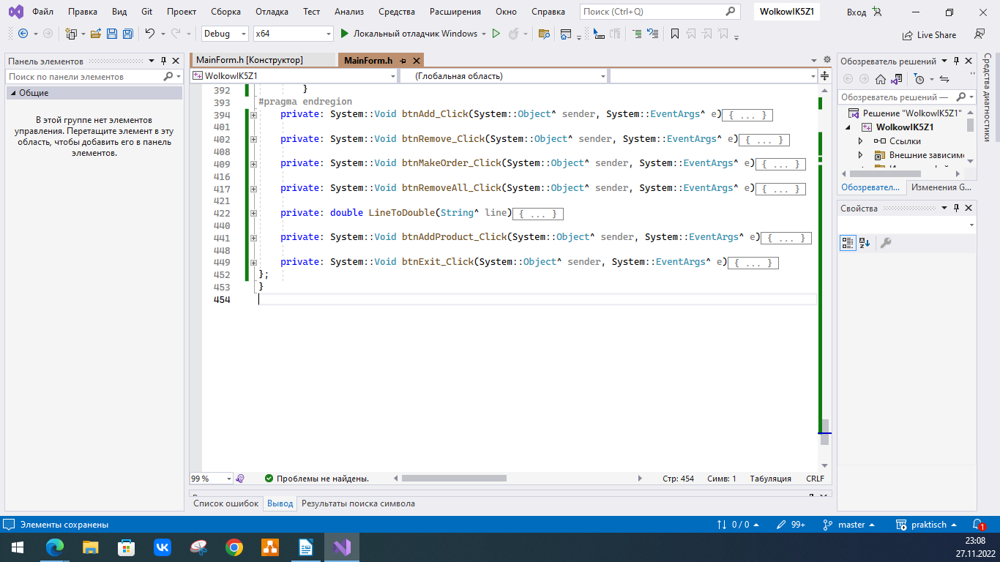 Файл Правка Вид Git Проект Сборка Отладка Тест Анализ Средства Расширения Окно Справка Поиск (Ctrl+Q) WolkowIK5Z1 Вход
Debug x64 Локальный отладчик Windows Live Share
Панель элементов
Поиск по панели элементов
Общие
В этой группе нет элементов
управления. Перетащите элемент в эту
область, чтобы добавить его в панель
элементов.
MainForm.h [Конструктор] MainForm.h
WolkowIK5Z1 (Глобальная область)
392 }
393 #pragma endregion
394 private: System::Void btnAdd_Click(System::Object^ sender, System::EventArgs^ e){ ... }
401
402 private: System::Void btnRemove_Click(System::Object^ sender, System::EventArgs^ e){ ... }
408
409 private: System::Void btnMakeOrder_Click(System::Object^ sender, System::EventArgs^ e){ ... }
416
417 private: System::Void btnRemoveAll_Click(System::Object^ sender, System::EventArgs^ e){ ... }
421
422 private: double LineToDouble(String^ line){ ... }
440
441 private: System::Void btnAddProduct_Click(System::Object^ sender, System::EventArgs^ e){ ... }
448
449 private: System::Void btnExit_Click(System::Object^ sender, System::EventArgs^ e){ ... }
452 };
453 }
454
99 % Проблемы не найдены. Стр: 454 Симв: 1 Табуляция CRLF
Список ошибок Вывод Результаты поиска символа
Обозреватель решений
Обозреватель решений —
Решение "WolkowIK5Z1"
WolkowIK5Z1
Ссылки
Внешние зависим
Обозревател... Изменения G...
Свойства
Средства диагностики
Элементы сохранены 0 / 0 99+ master praktisch 1
23:08
27.11.2022